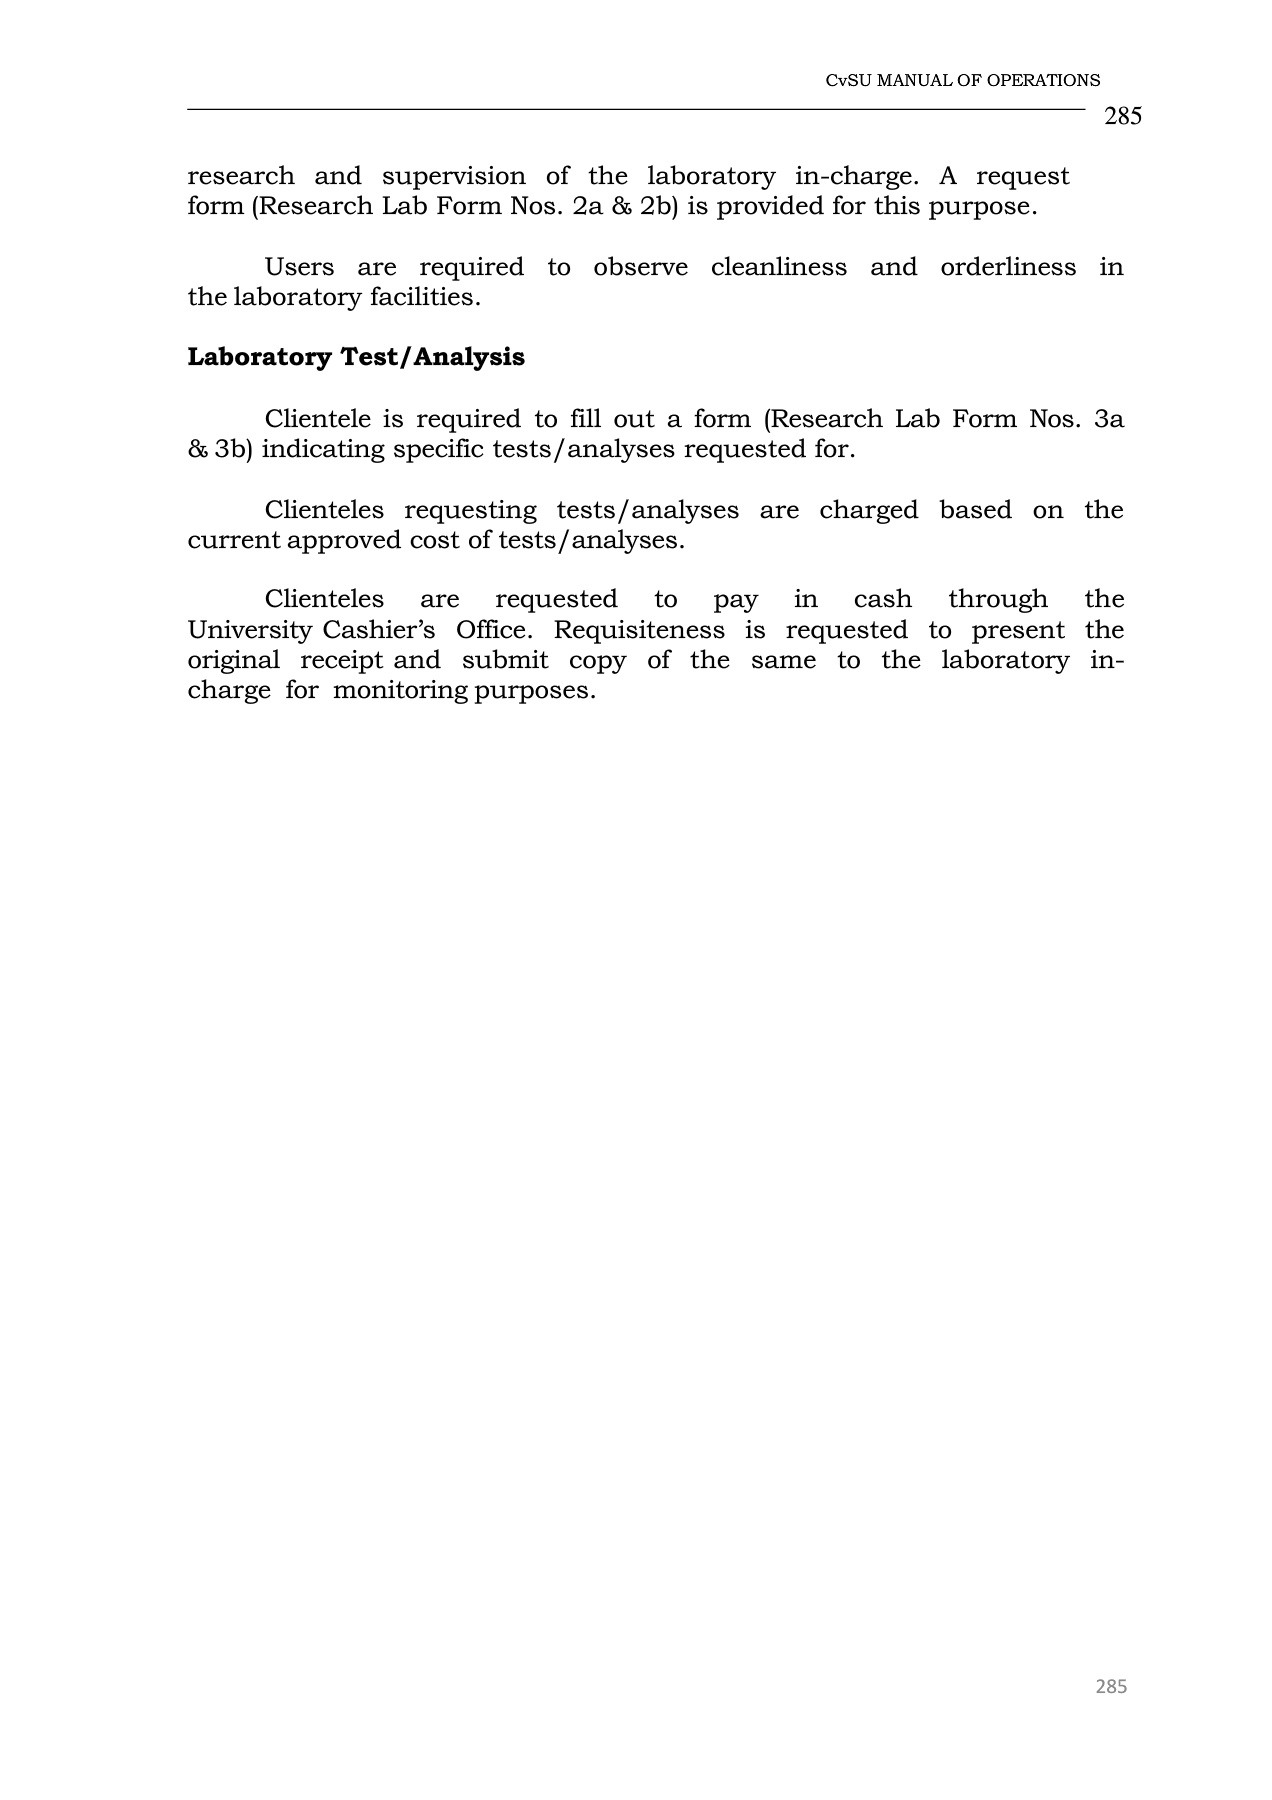 CvSU MANUAL OF OPERATIONS
285
research and supervision of the laboratory in-charge. A request
form (Research Lab Form Nos. 2a & 2b) is provided for this purpose.
Users are required to observe cleanliness and orderliness in
the laboratory facilities.
Laboratory Test/Analysis
Clientele is required to fill out a form (Research Lab Form Nos. 3a
& 3b) indicating specific tests/analyses requested for.
Clienteles requesting tests/analyses are charged based on the
current approved cost of tests/analyses.
Clienteles are requested to pay in cash through the
University Cashier’s Office. Requisiteness is requested to present the
original receipt and submit copy of the same to the laboratory in-
charge for monitoring purposes.
285